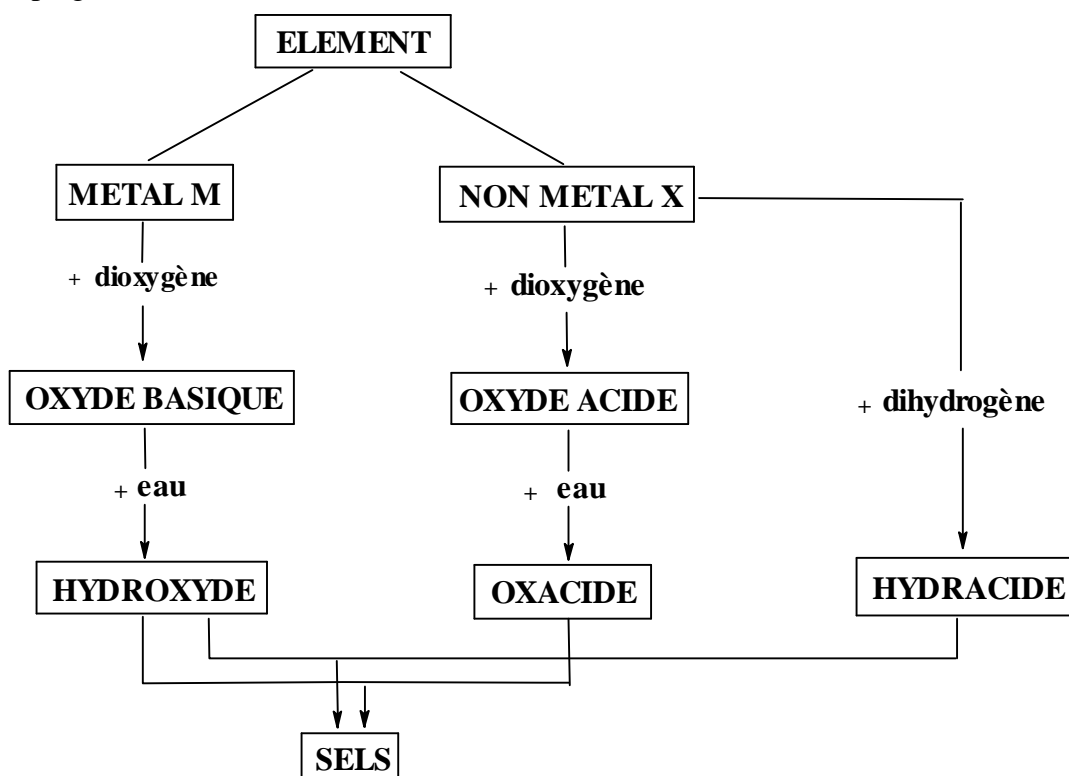 ELEMENT
METAL M
NON METAL X
+ dioxygène
+ dioxygène
OXYDE BASIQUE
OXYDE ACIDE
+ dihydrogène
+ eau
+ eau
HYDROXYDE
OXACIDE
HYDRACIDE
SELS